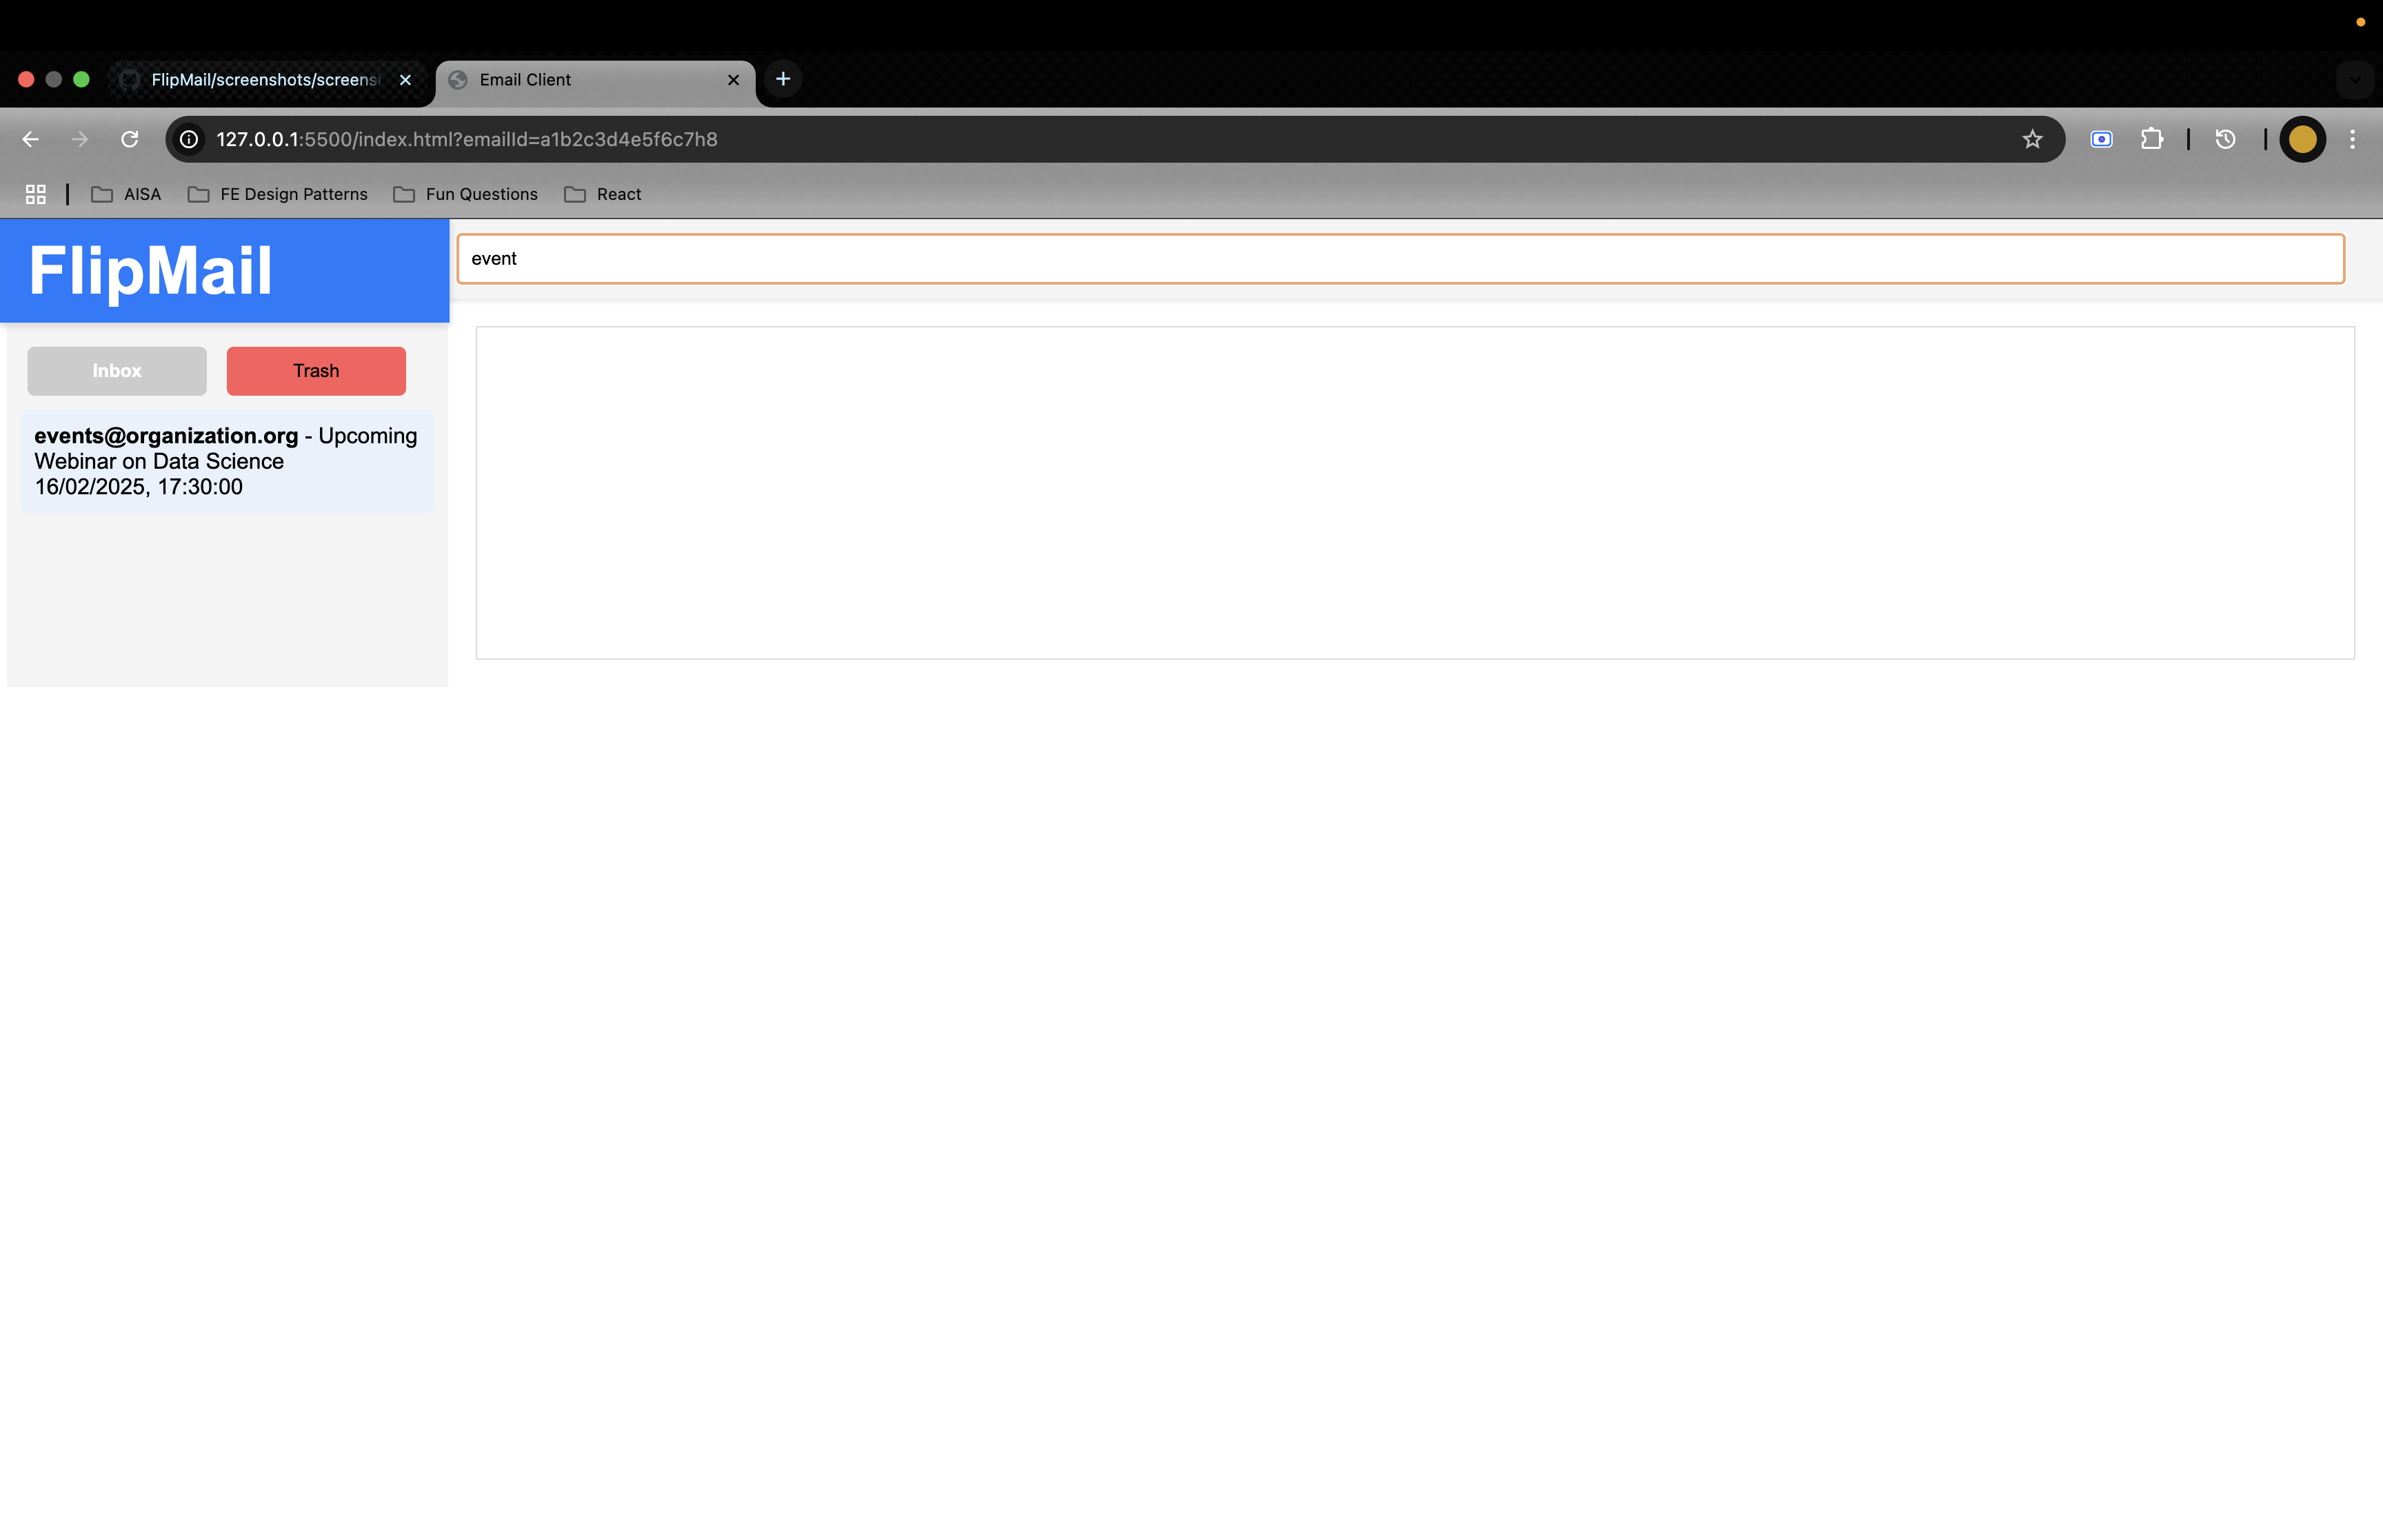 FlipMail/screenshots/screens
Email Client
127.0.0.1:5500/index.html?emailId=a1b2c3d4e5f6c7h8
AISA
FE Design Patterns
Fun Questions
React
FlipMail
event
Inbox
Trash
events@organization.org - Upcoming
Webinar on Data Science
16/02/2025, 17:30:00